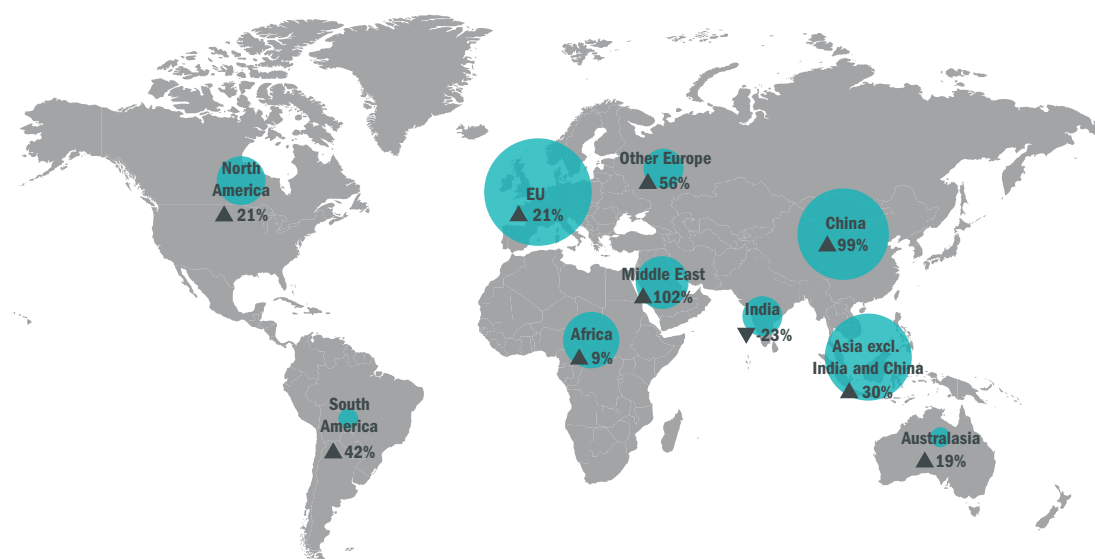 North
America
▲ 21%
EU
▲ 21%
Other Europe
▲ 56%
China
▲ 99%
Middle East
▲ 102%
India
▼ -23%
Africa
▲ 9%
Asia excl.
India and China
▲ 30%
South
America
▲ 42%
Australasia
▲ 19%